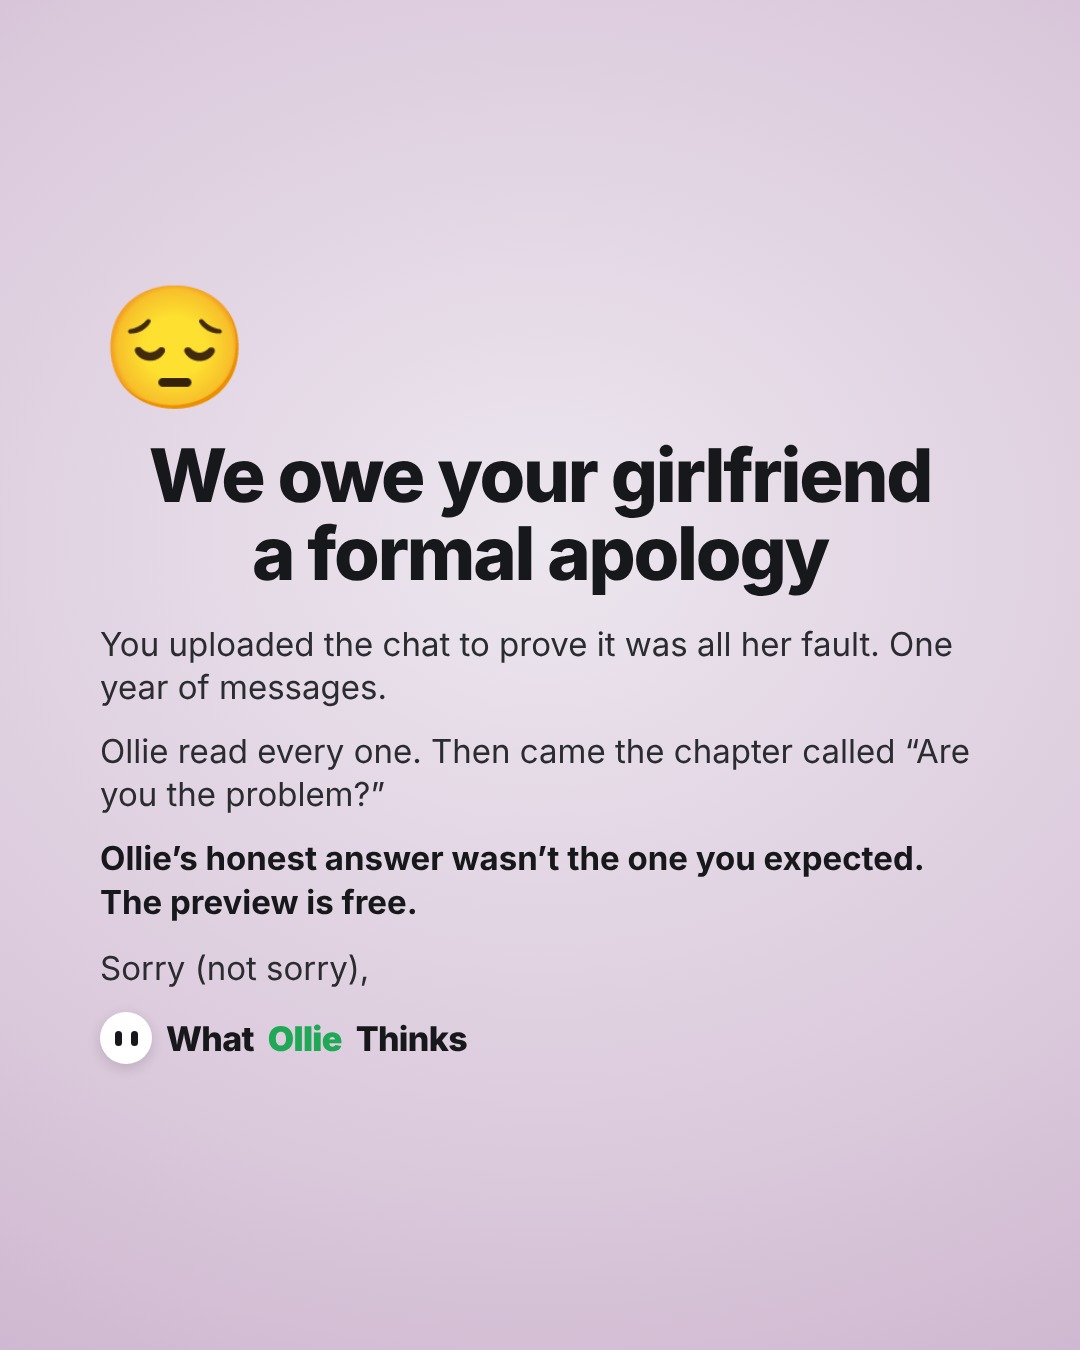 We owe your girlfriend
a formal apology
You uploaded the chat to prove it was all her fault. One
year of messages.
Ollie read every one. Then came the chapter called “Are
you the problem?”
Ollie’s honest answer wasn’t the one you expected.
The preview is free.
Sorry (not sorry),
What Ollie Thinks